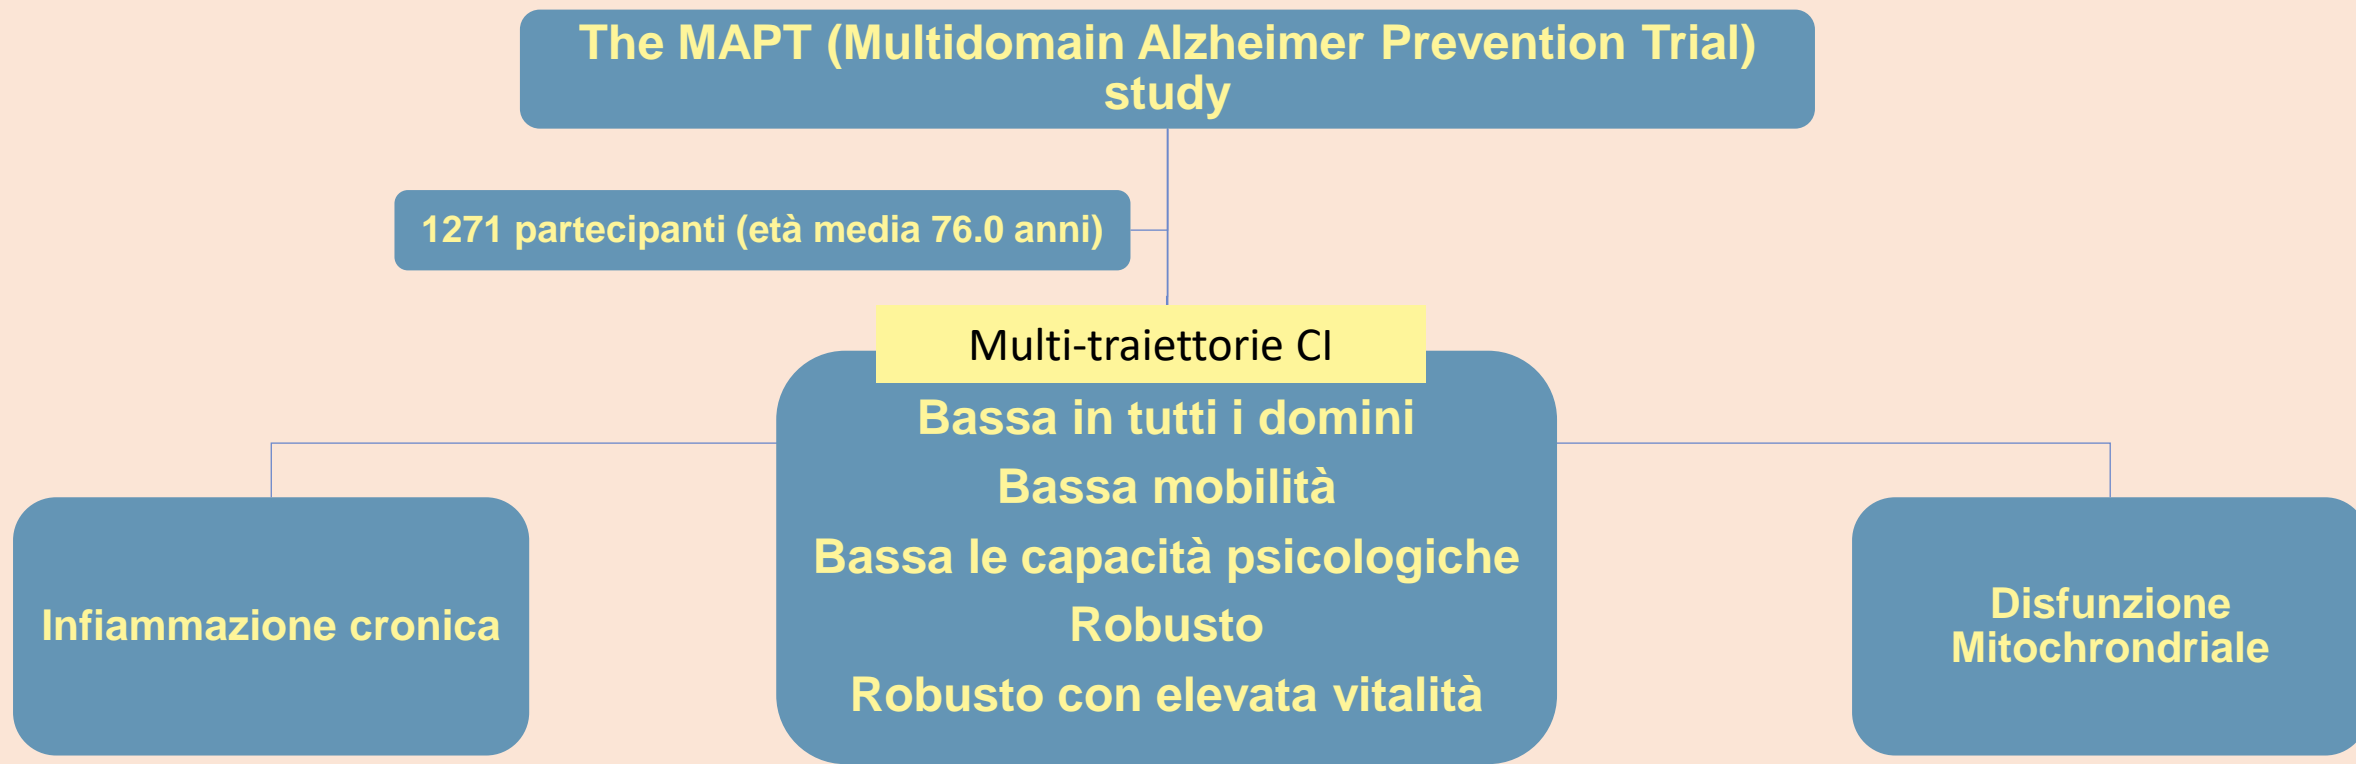 The MAPT (Multidomain Alzheimer Prevention Trial)
study
1271 partecipanti (età media 76.0 anni)
Multi-traiettorie CI
Bassa in tutti i domini
Bassa mobilità
Bassa le capacità psicologiche
Robusto
Robusto con elevata vitalità
Infiammazione cronica
Disfunzione
Mitochrondriale